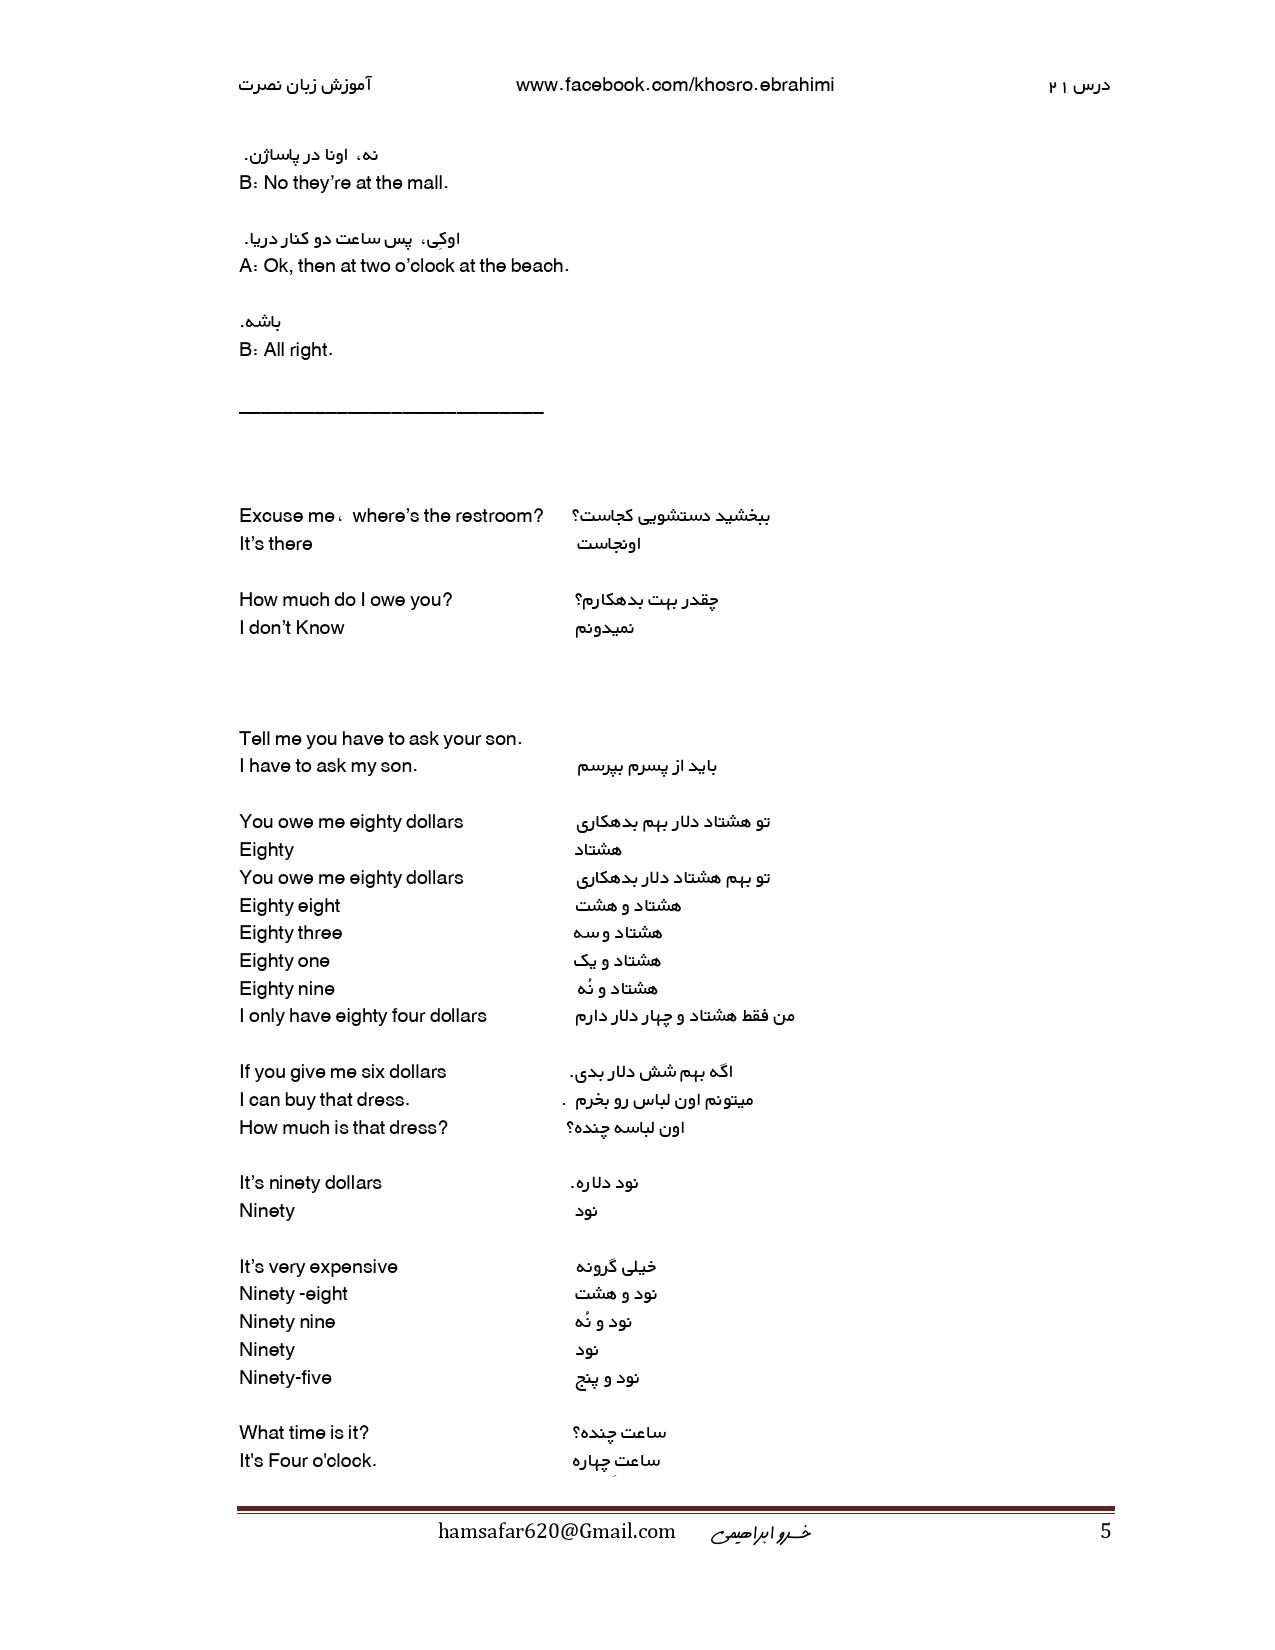 آموزش زبان نصرت www.facebook.com/khosro.ebrahimi درس ۲۱
نه، اونا در پاساژن.
B: No they’re at the mall.
اوکِی، پس ساعت دو کنار دریا.
A: Ok, then at two o’clock at the beach.
باشه.
B: All right.
____________________________
Excuse me، where’s the restroom? ببخشید دستشویی کجاست؟
It’s there اونجاست
How much do I owe you? چقدر بهت بدهکارم؟
I don’t Know نمیدونم
Tell me you have to ask your son.
I have to ask my son. باید از پسرم بپرسم
You owe me eighty dollars تو هشتاد دلار بهم بدهکاری
Eighty هشتاد
You owe me eighty dollars تو بهم هشتاد دلار بدهکاری
Eighty eight هشتاد و هشت
Eighty three هشتاد و سه
Eighty one هشتاد و یک
Eighty nine هشتاد و نُه
I only have eighty four dollars من فقط هشتاد و چهار دلار دارم
If you give me six dollars اگه بهم شش دلار بدی.
I can buy that dress. میتونم اون لباس رو بخرم .
How much is that dress? اون لباسه چنده؟
It’s ninety dollars نود دلاره.
Ninety نود
It’s very expensive خیلی گرونه
Ninety -eight نود و هشت
Ninety nine نود و نُه
Ninety نود
Ninety-five نود و پنج
What time is it? ساعت چنده؟
It's Four o'clock. ساعتِ چهاره
hamsafar620@Gmail.com خسرو ابراهیمی 5